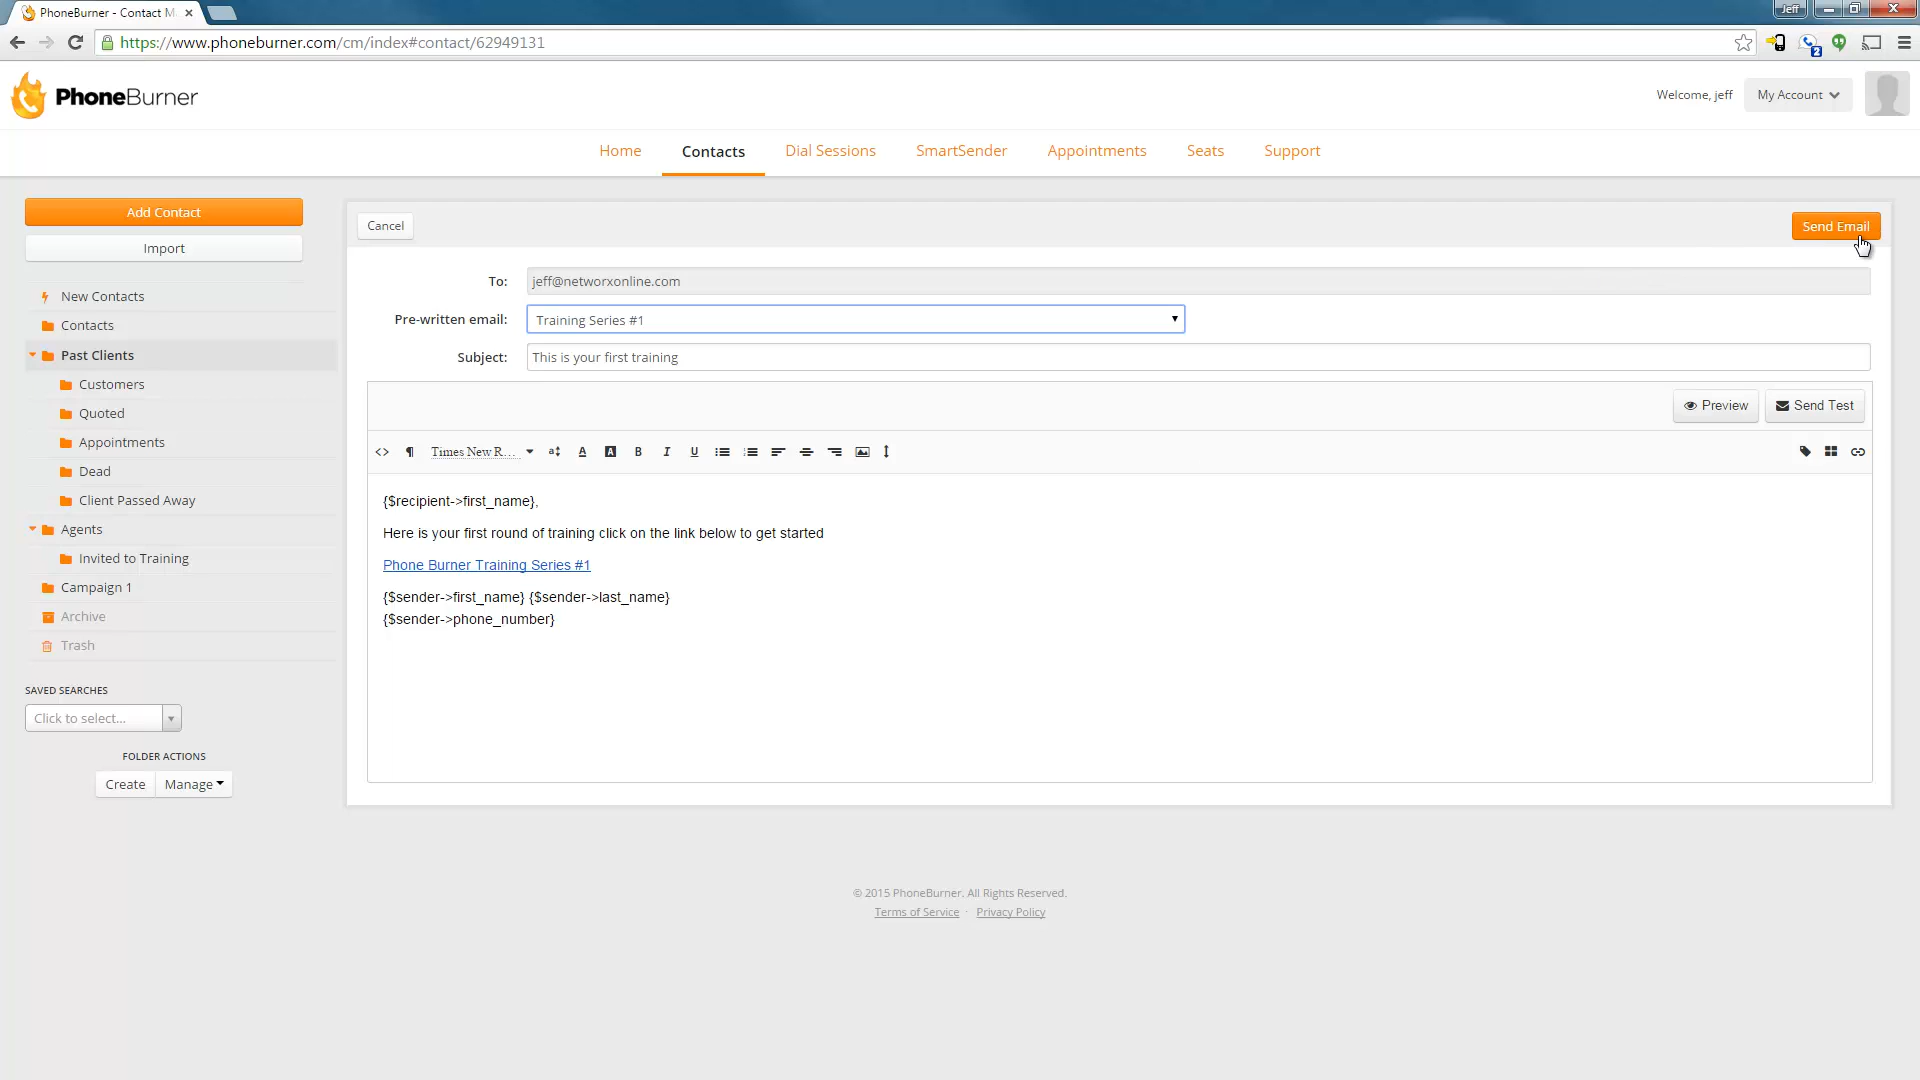 PhoneBurner - Contact M
Jeff
https://www.phoneburner.com/cm/index#contact/62949131
2
PhoneBurner
Welcome, jeff
My Account
Home
Contacts
Dial Sessions
SmartSender
Appointments
Seats
Support
Add Contact
Import
New Contacts
Contacts
Past Clients
Customers
Quoted
Appointments
Dead
Client Passed Away
Agents
Invited to Training
Campaign 1
Archive
Trash
SAVED SEARCHES
Click to select...
FOLDER ACTIONS
Create
Manage
Cancel
Send Email
To:
jeff@networxonline.com
Pre-written email:
Training Series #1
Subject:
This is your first training
Preview
Send Test
Times New R...
{$recipient->first_name},
Here is your first round of training click on the link below to get started
Phone Burner Training Series #1
{$sender->first_name} {$sender->last_name}
{$sender->phone_number}
© 2015 PhoneBurner. All Rights Reserved.
Terms of Service · Privacy Policy